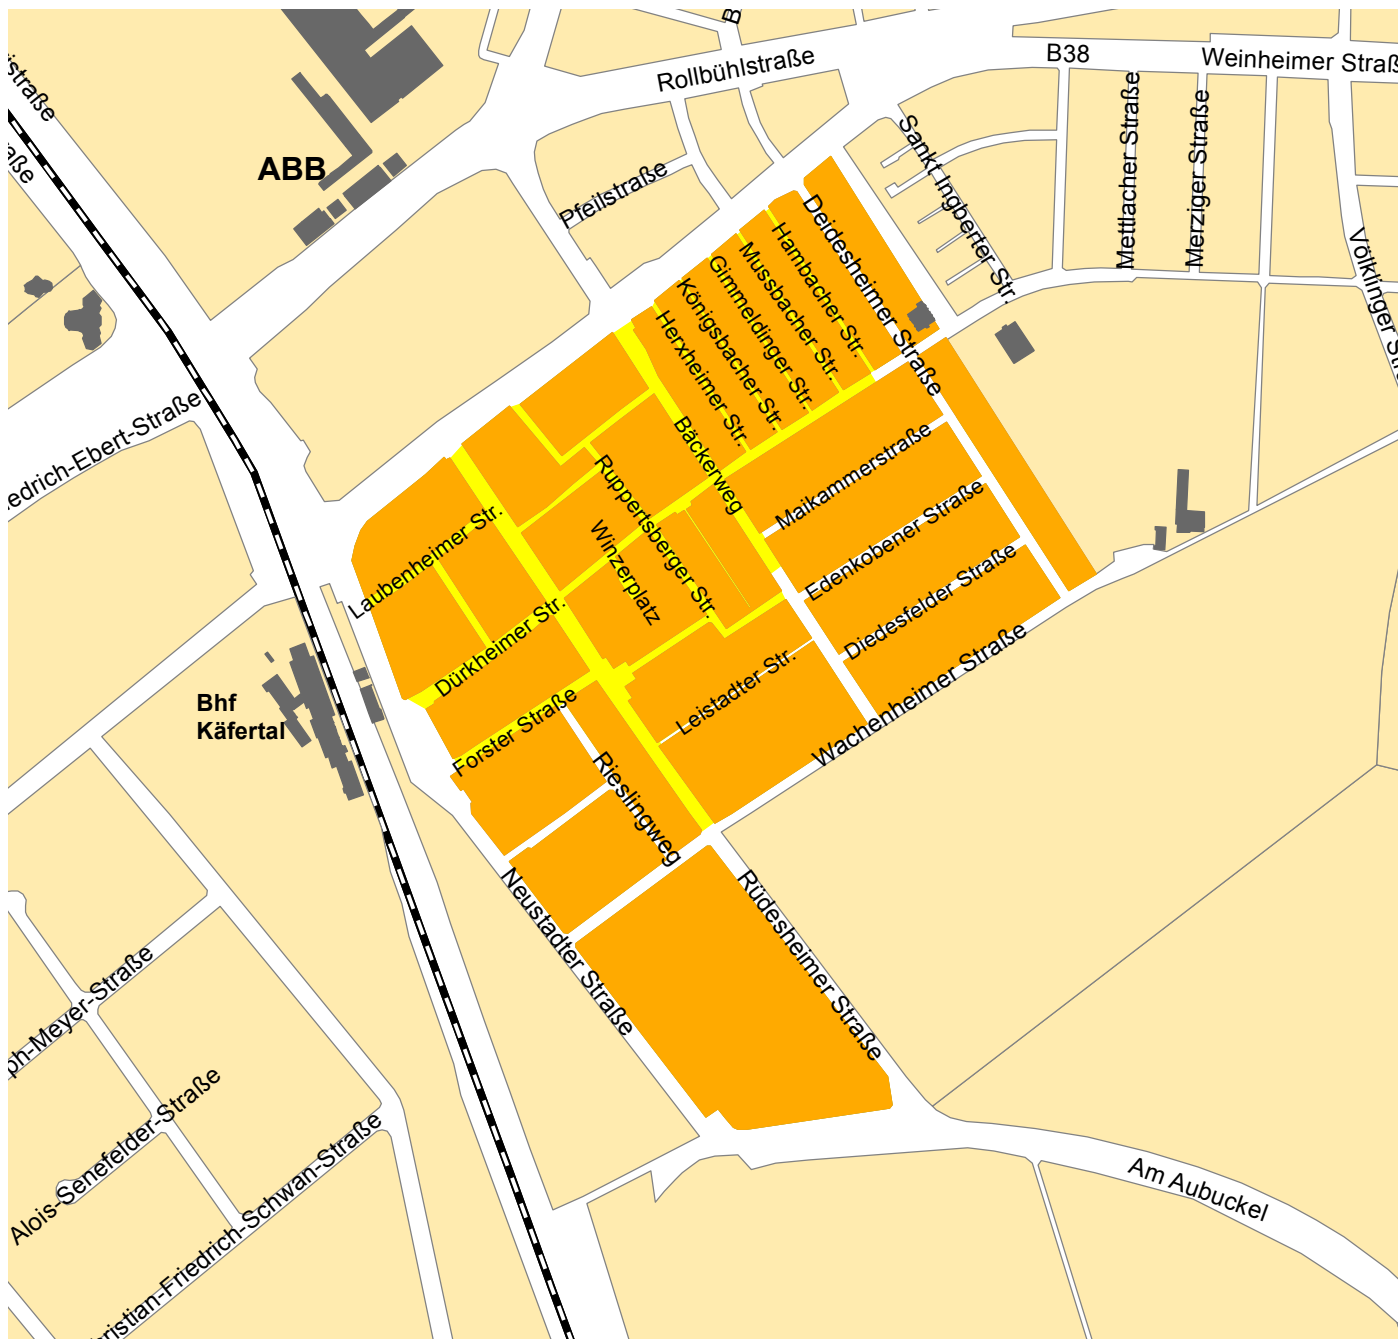 B38
Weinheimer Straß
Rollbühlstraße
ABB
Pfeilstraße
Sankt Ingberter Str.
Mettlacher Straße
Merziger Straße
Völklinger Str
Deidesheimer Straße
Hambacher Str.
Mussbacher Str.
Gimmeldinger Str.
Königsbacher Str.
Herxheimer Str.
Bäckerweg
edrich-Ebert-Straße
Maikammerstraße
Ruppertsberger Str.
Winzerplatz
Edenkobener Straße
Laubenheimer Str.
Diedesfelder Straße
Dürkheimer Str.
Leistadter Str.
Wachenheimer Straße
Forster Straße
Bhf
Käfertal
Rieslingweg
Neustadter Straße
Rüdesheimer Straße
ph-Meyer-Straße
Alois-Senefelder-Straße
ristian-Friedrich-Schwan-Straße
Am Aubuckel